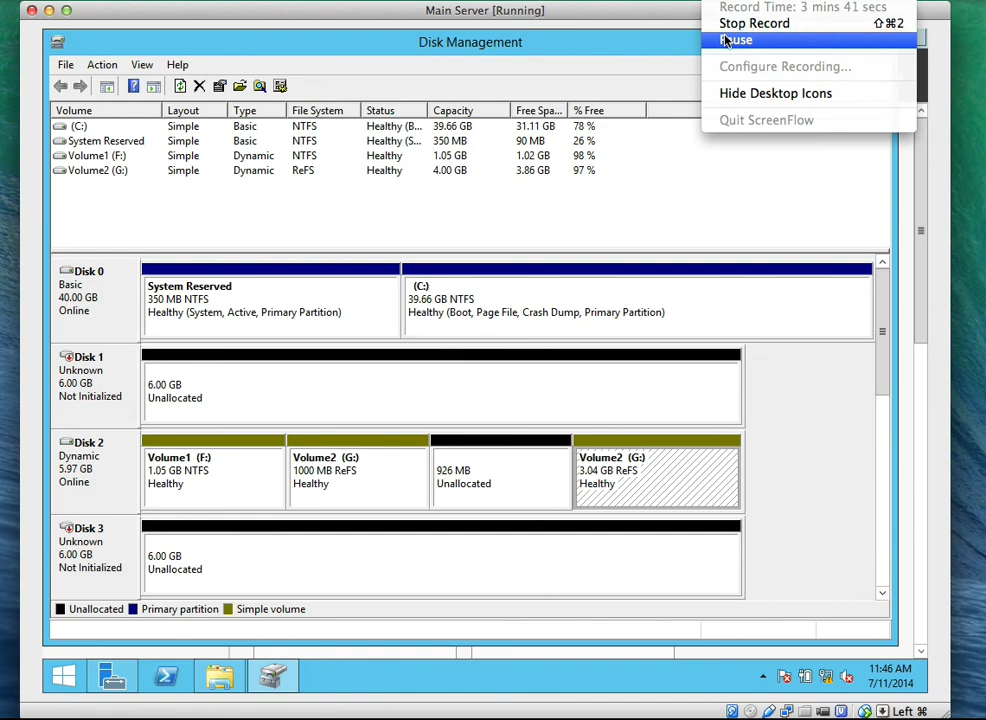 Main Server [Running]
Record Time: 3 mins 41 secs
Stop Record ⇧⌘2
Pause
Configure Recording...
Hide Desktop Icons
Quit ScreenFlow
Disk Management
File Action View Help
Volume Layout Type File System Status Capacity Free Spa... % Free
(C:) Simple Basic NTFS Healthy (B... 39.66 GB 31.11 GB 78 %
System Reserved Simple Basic NTFS Healthy (S... 350 MB 90 MB 26 %
Volume1 (F:) Simple Dynamic NTFS Healthy 1.05 GB 1.02 GB 98 %
Volume2 (G:) Simple Dynamic ReFS Healthy 4.00 GB 3.86 GB 97 %
Disk 0
Basic
40.00 GB
Online
System Reserved
350 MB NTFS
Healthy (System, Active, Primary Partition)
(C:)
39.66 GB NTFS
Healthy (Boot, Page File, Crash Dump, Primary Partition)
Disk 1
Unknown
6.00 GB
Not Initialized
6.00 GB
Unallocated
Disk 2
Dynamic
5.97 GB
Online
Volume1 (F:)
1.05 GB NTFS
Healthy
Volume2 (G:)
1000 MB ReFS
Healthy
926 MB
Unallocated
Volume2 (G:)
3.04 GB ReFS
Healthy
Disk 3
Unknown
6.00 GB
Not Initialized
6.00 GB
Unallocated
Unallocated Primary partition Simple volume
11:46 AM
7/11/2014
Left ⌘